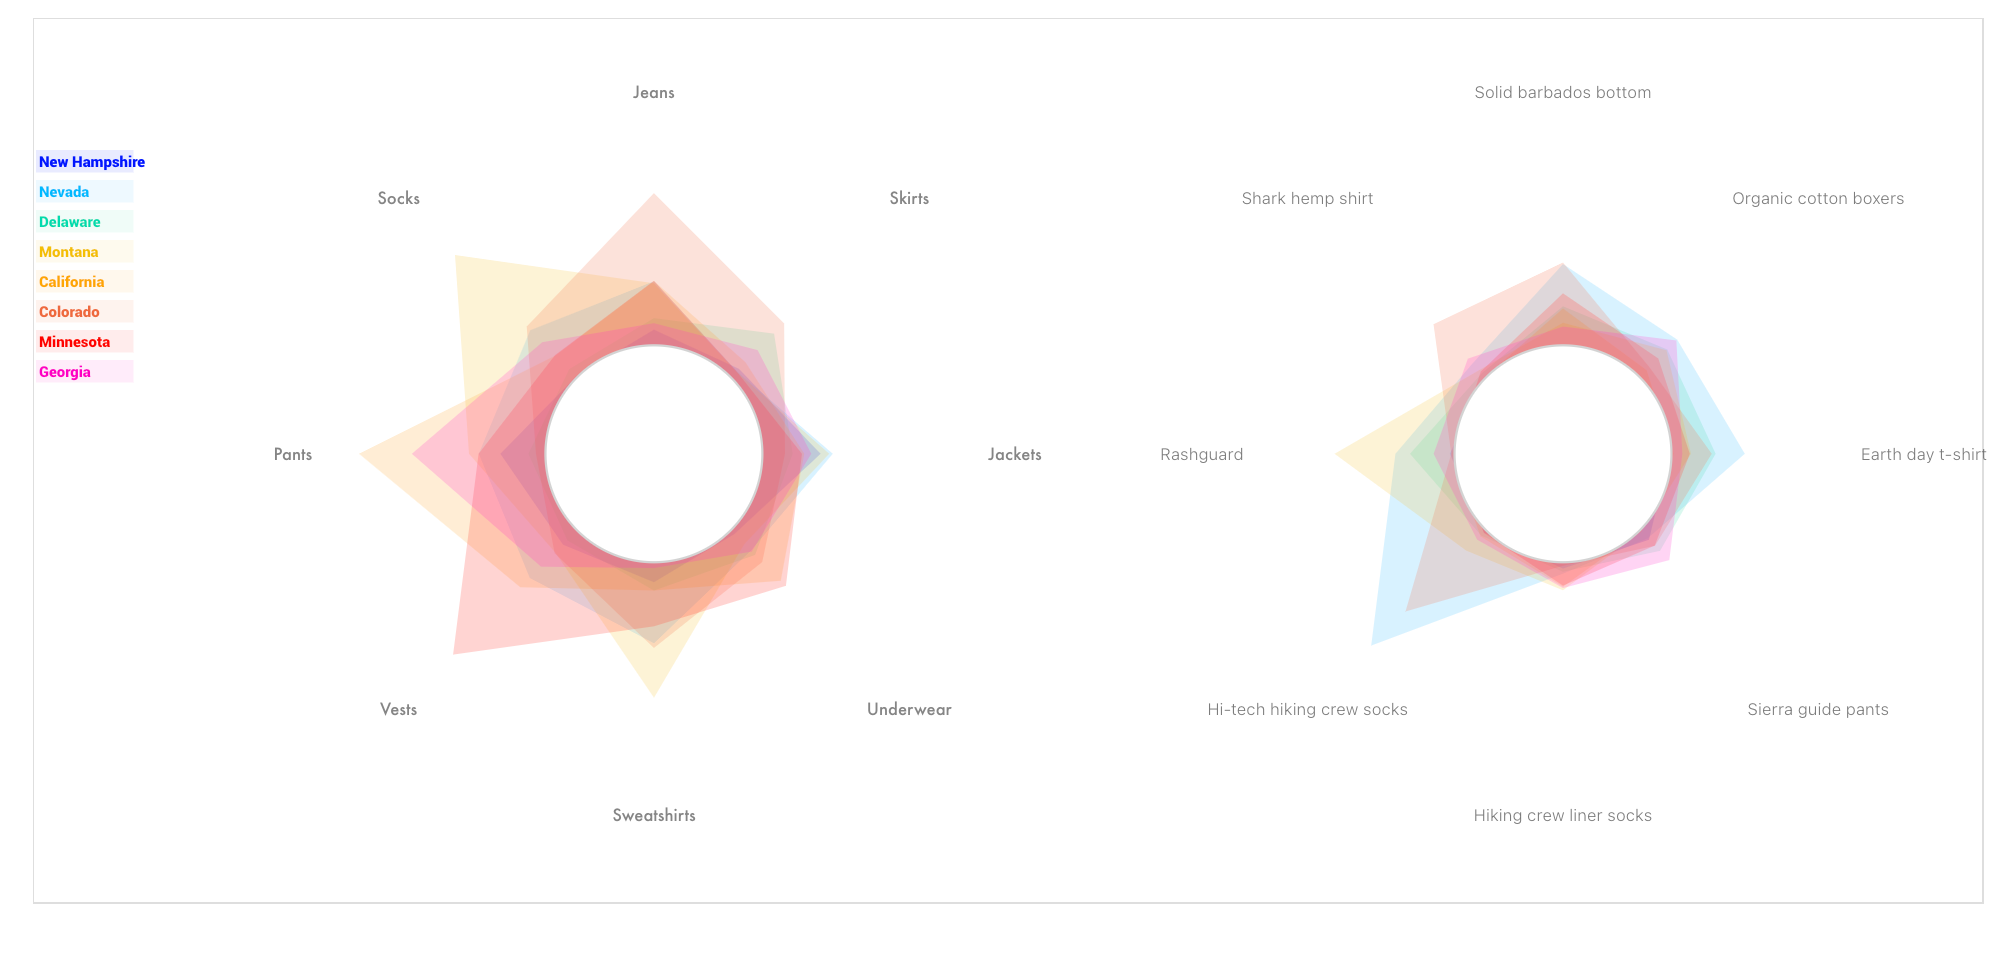 New Hampshire
Nevada
Delaware
Montana
California
Colorado
Minnesota
Georgia
Jeans
Socks
Skirts
Pants
Jackets
Vests
Underwear
Sweatshirts
Solid barbados bottom
Shark hemp shirt
Organic cotton boxers
Rashguard
Earth day t-shirt
Hi-tech hiking crew socks
Sierra guide pants
Hiking crew liner socks